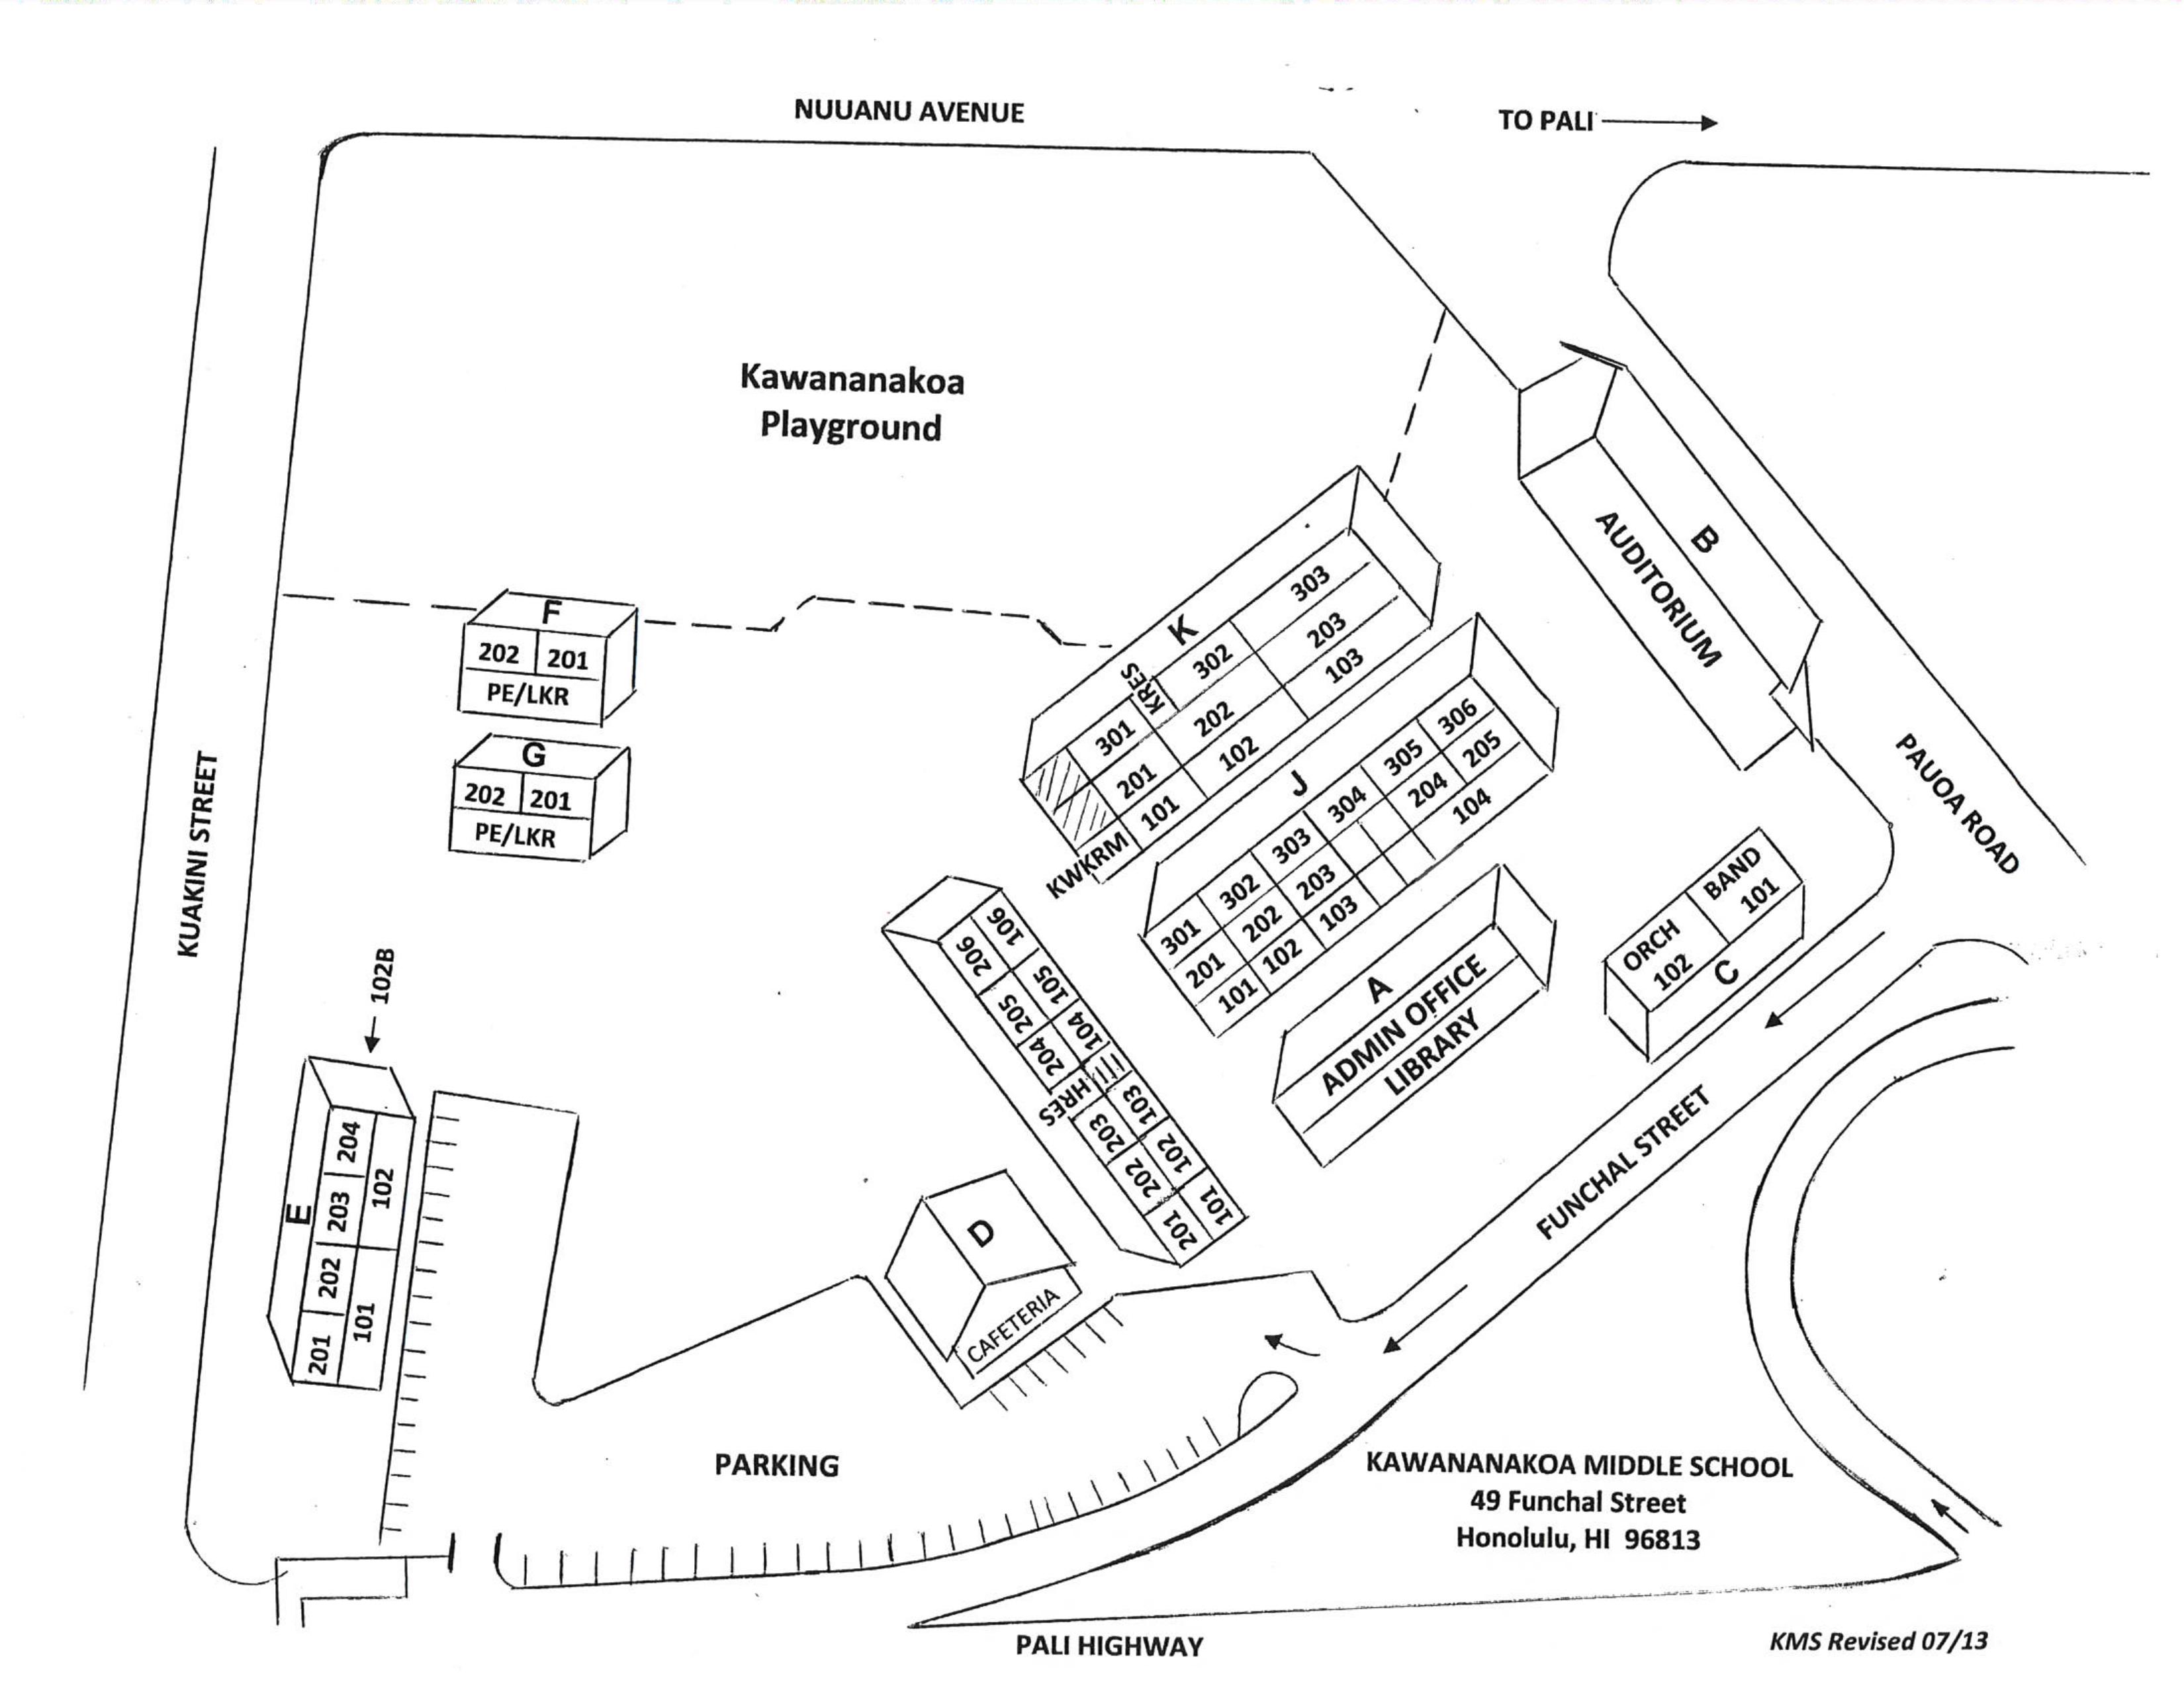 NUUANU AVENUE
TO PALI
Kawananakoa
Playground
KUAKINI STREET
F
202 201
PE/LKR
G
202 201
PE/LKR
K
KRES
KRES
301 302 303
201 202 203
101 102 103
KWKRM
J
301 302 303 304 305 306
201 202 203 204 205
101 102 103 104
B
AUDITORIUM
PAUOA ROAD
BAND
101
ORCH
102
C
A
ADMIN OFFICE
LIBRARY
106 105 104 103 102 101
206 205 204 203 202 201
HRES
102B
E
204 203 202 201
102 101
D
CAFETERIA
FUNCHAL STREET
PARKING
KAWANANAKOA MIDDLE SCHOOL
49 Funchal Street
Honolulu, HI 96813
PALI HIGHWAY
KMS Revised 07/13